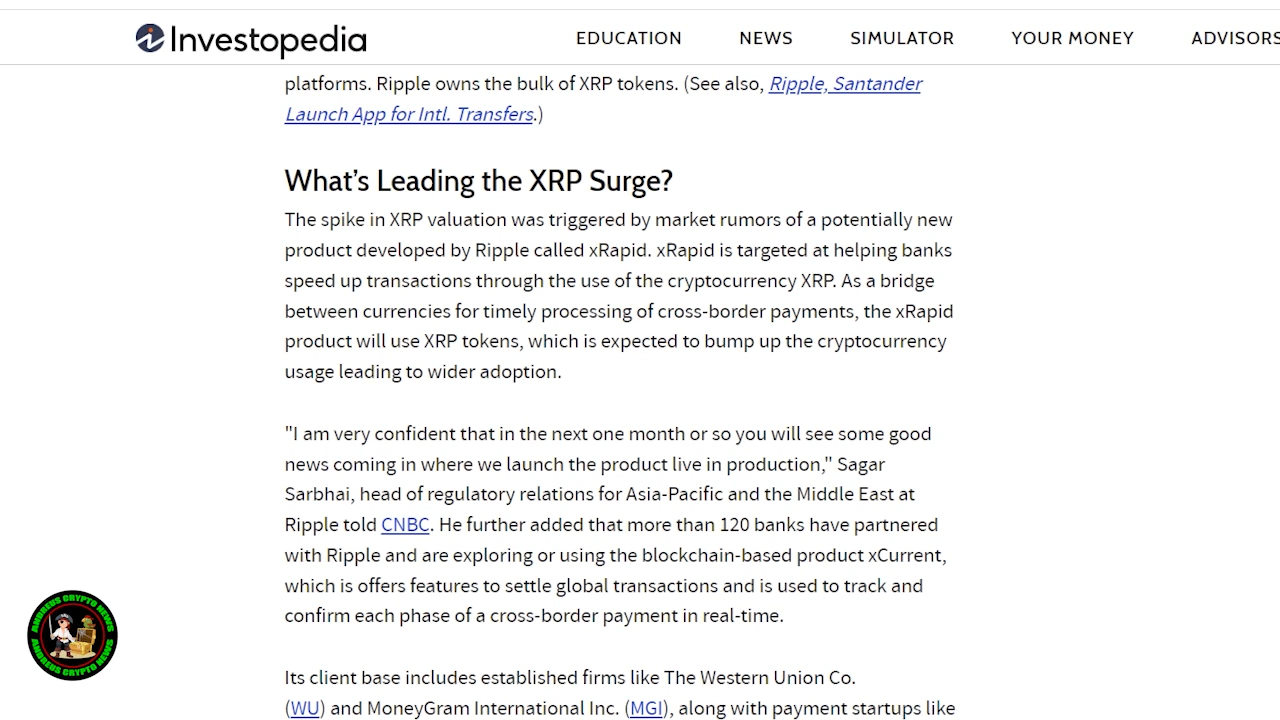 Investopedia
EDUCATION NEWS SIMULATOR YOUR MONEY ADVISORS
platforms. Ripple owns the bulk of XRP tokens. (See also, Ripple, Santander
Launch App for Intl. Transfers.)
What’s Leading the XRP Surge?
The spike in XRP valuation was triggered by market rumors of a potentially new
product developed by Ripple called xRapid. xRapid is targeted at helping banks
speed up transactions through the use of the cryptocurrency XRP. As a bridge
between currencies for timely processing of cross-border payments, the xRapid
product will use XRP tokens, which is expected to bump up the cryptocurrency
usage leading to wider adoption.
"I am very confident that in the next one month or so you will see some good
news coming in where we launch the product live in production," Sagar
Sarbhai, head of regulatory relations for Asia-Pacific and the Middle East at
Ripple told CNBC. He further added that more than 120 banks have partnered
with Ripple and are exploring or using the blockchain-based product xCurrent,
which is offers features to settle global transactions and is used to track and
confirm each phase of a cross-border payment in real-time.
Its client base includes established firms like The Western Union Co.
(WU) and MoneyGram International Inc. (MGI), along with payment startups like
ANDREUS CRYPTO NEWS
ANDREUS CRYPTO NEWS